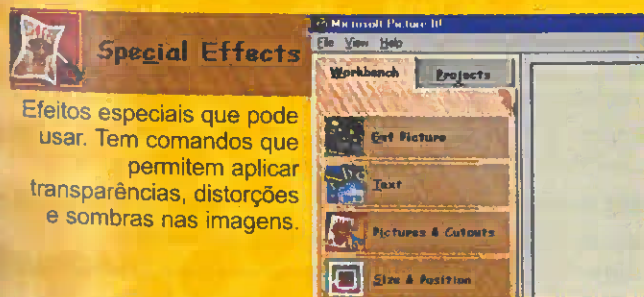 Special Effects
Efeitos especiais que pode
usar. Tem comandos que
permitem aplicar
transparências, distorções
e sombras nas imagens.
Microsoft Picture It!
File View Help
Workbench Projects
Get Picture
Text
Pictures & Cutouts
Size & Position